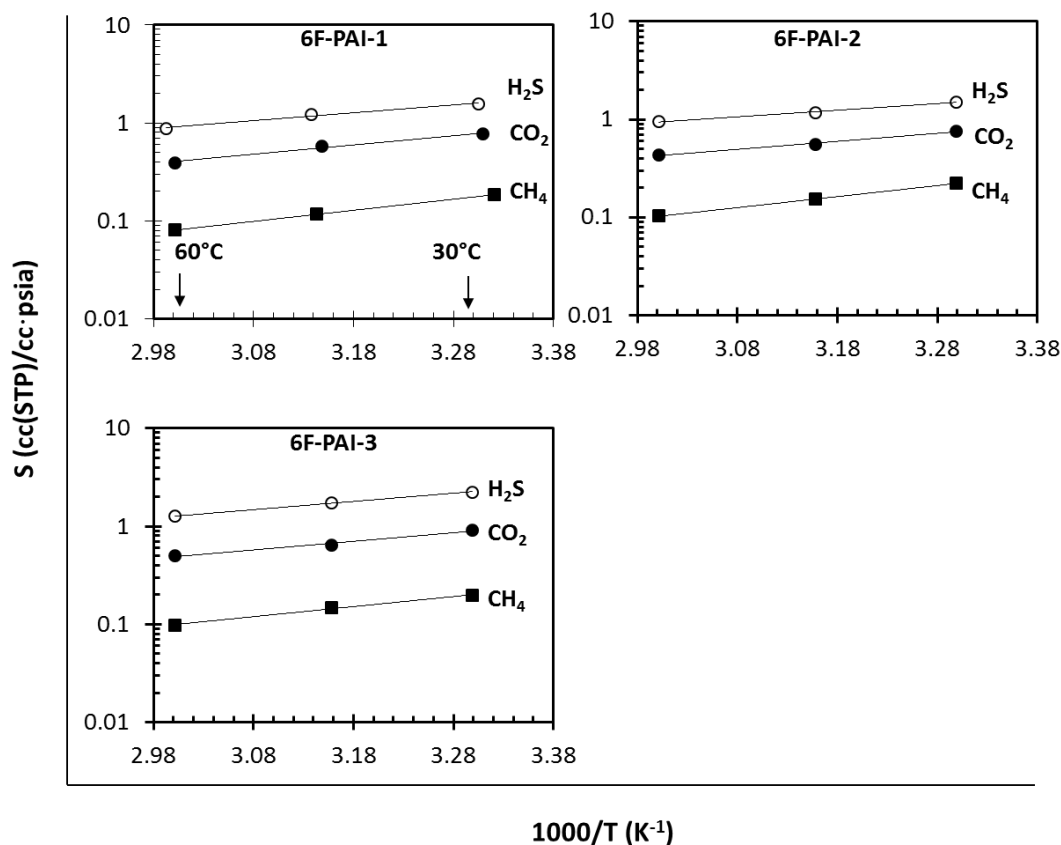 S (cc(STP)/cc·psia)
6F-PAI-1
10
1
0.1
0.01
H₂S
CO₂
CH₄
60°C
30°C
2.98
3.08
3.18
3.28
3.38
6F-PAI-2
10
1
0.1
0.01
H₂S
CO₂
CH₄
2.98
3.08
3.18
3.28
3.38
6F-PAI-3
10
1
0.1
0.01
H₂S
CO₂
CH₄
2.98
3.08
3.18
3.28
3.38
1000/T (K⁻¹)